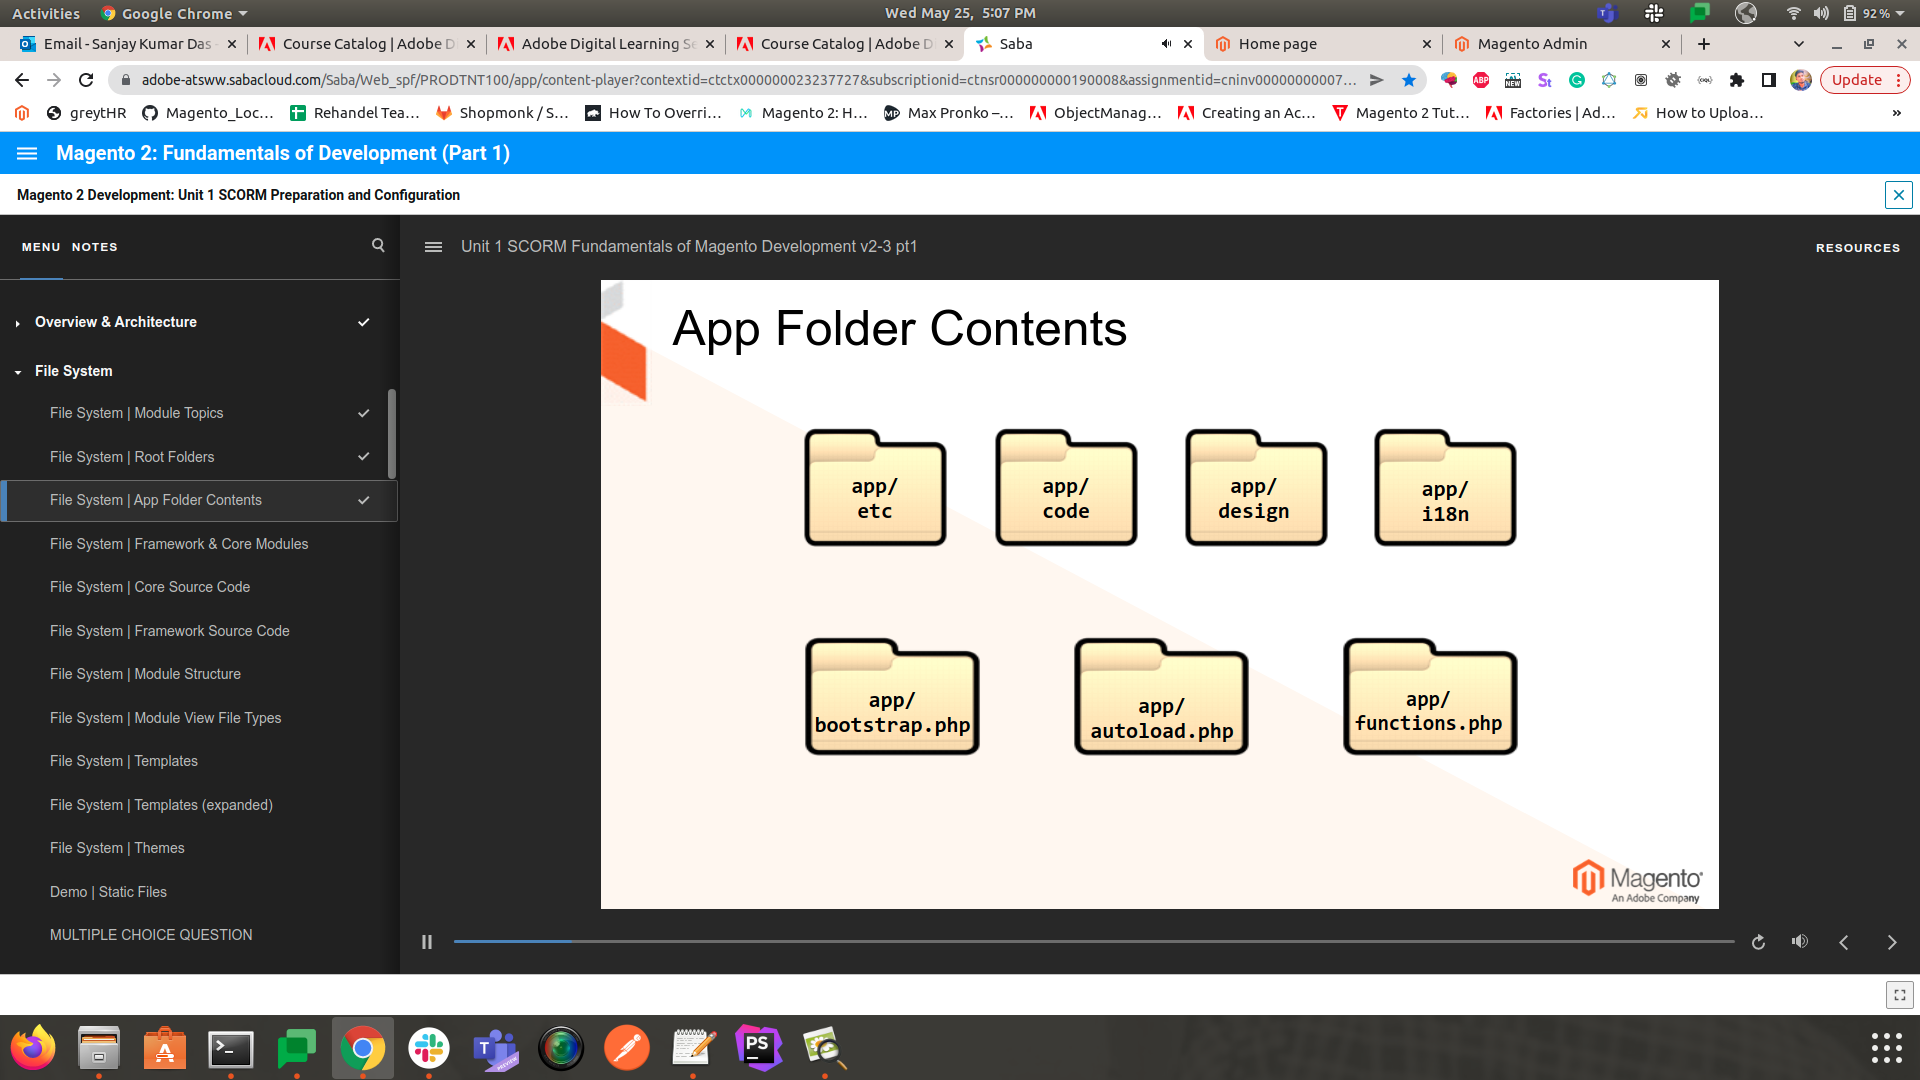 Activities Google Chrome Wed May 25, 5:07 PM 92 %
Email - Sanjay Kumar Das - Course Catalog | Adobe D Adobe Digital Learning Se Course Catalog | Adobe D Saba Home page Magento Admin
adobe-atsww.sabacloud.com/Saba/Web_spf/PRODTNT100/app/content-player?contextid=ctctx000000023237727&subscriptionid=ctnsr000000000190008&assignmentid=cninv00000000007... ABP NEW Update
greytHR Magento_Loc... Rehandel Tea... Shopmonk / S... How To Overri... Magento 2: H... Max Pronko –... ObjectManag... Creating an Ac... Magento 2 Tut... Factories | Ad... How to Uploa... »
Magento 2: Fundamentals of Development (Part 1)
Magento 2 Development: Unit 1 SCORM Preparation and Configuration
MENU NOTES
Unit 1 SCORM Fundamentals of Magento Development v2-3 pt1
RESOURCES
Overview & Architecture
File System
File System | Module Topics
File System | Root Folders
File System | App Folder Contents
File System | Framework & Core Modules
File System | Core Source Code
File System | Framework Source Code
File System | Module Structure
File System | Module View File Types
File System | Templates
File System | Templates (expanded)
File System | Themes
Demo | Static Files
MULTIPLE CHOICE QUESTION
App Folder Contents
app/
etc
app/
code
app/
design
app/
i18n
app/
bootstrap.php
app/
autoload.php
app/
functions.php
Magento
An Adobe Company
PS